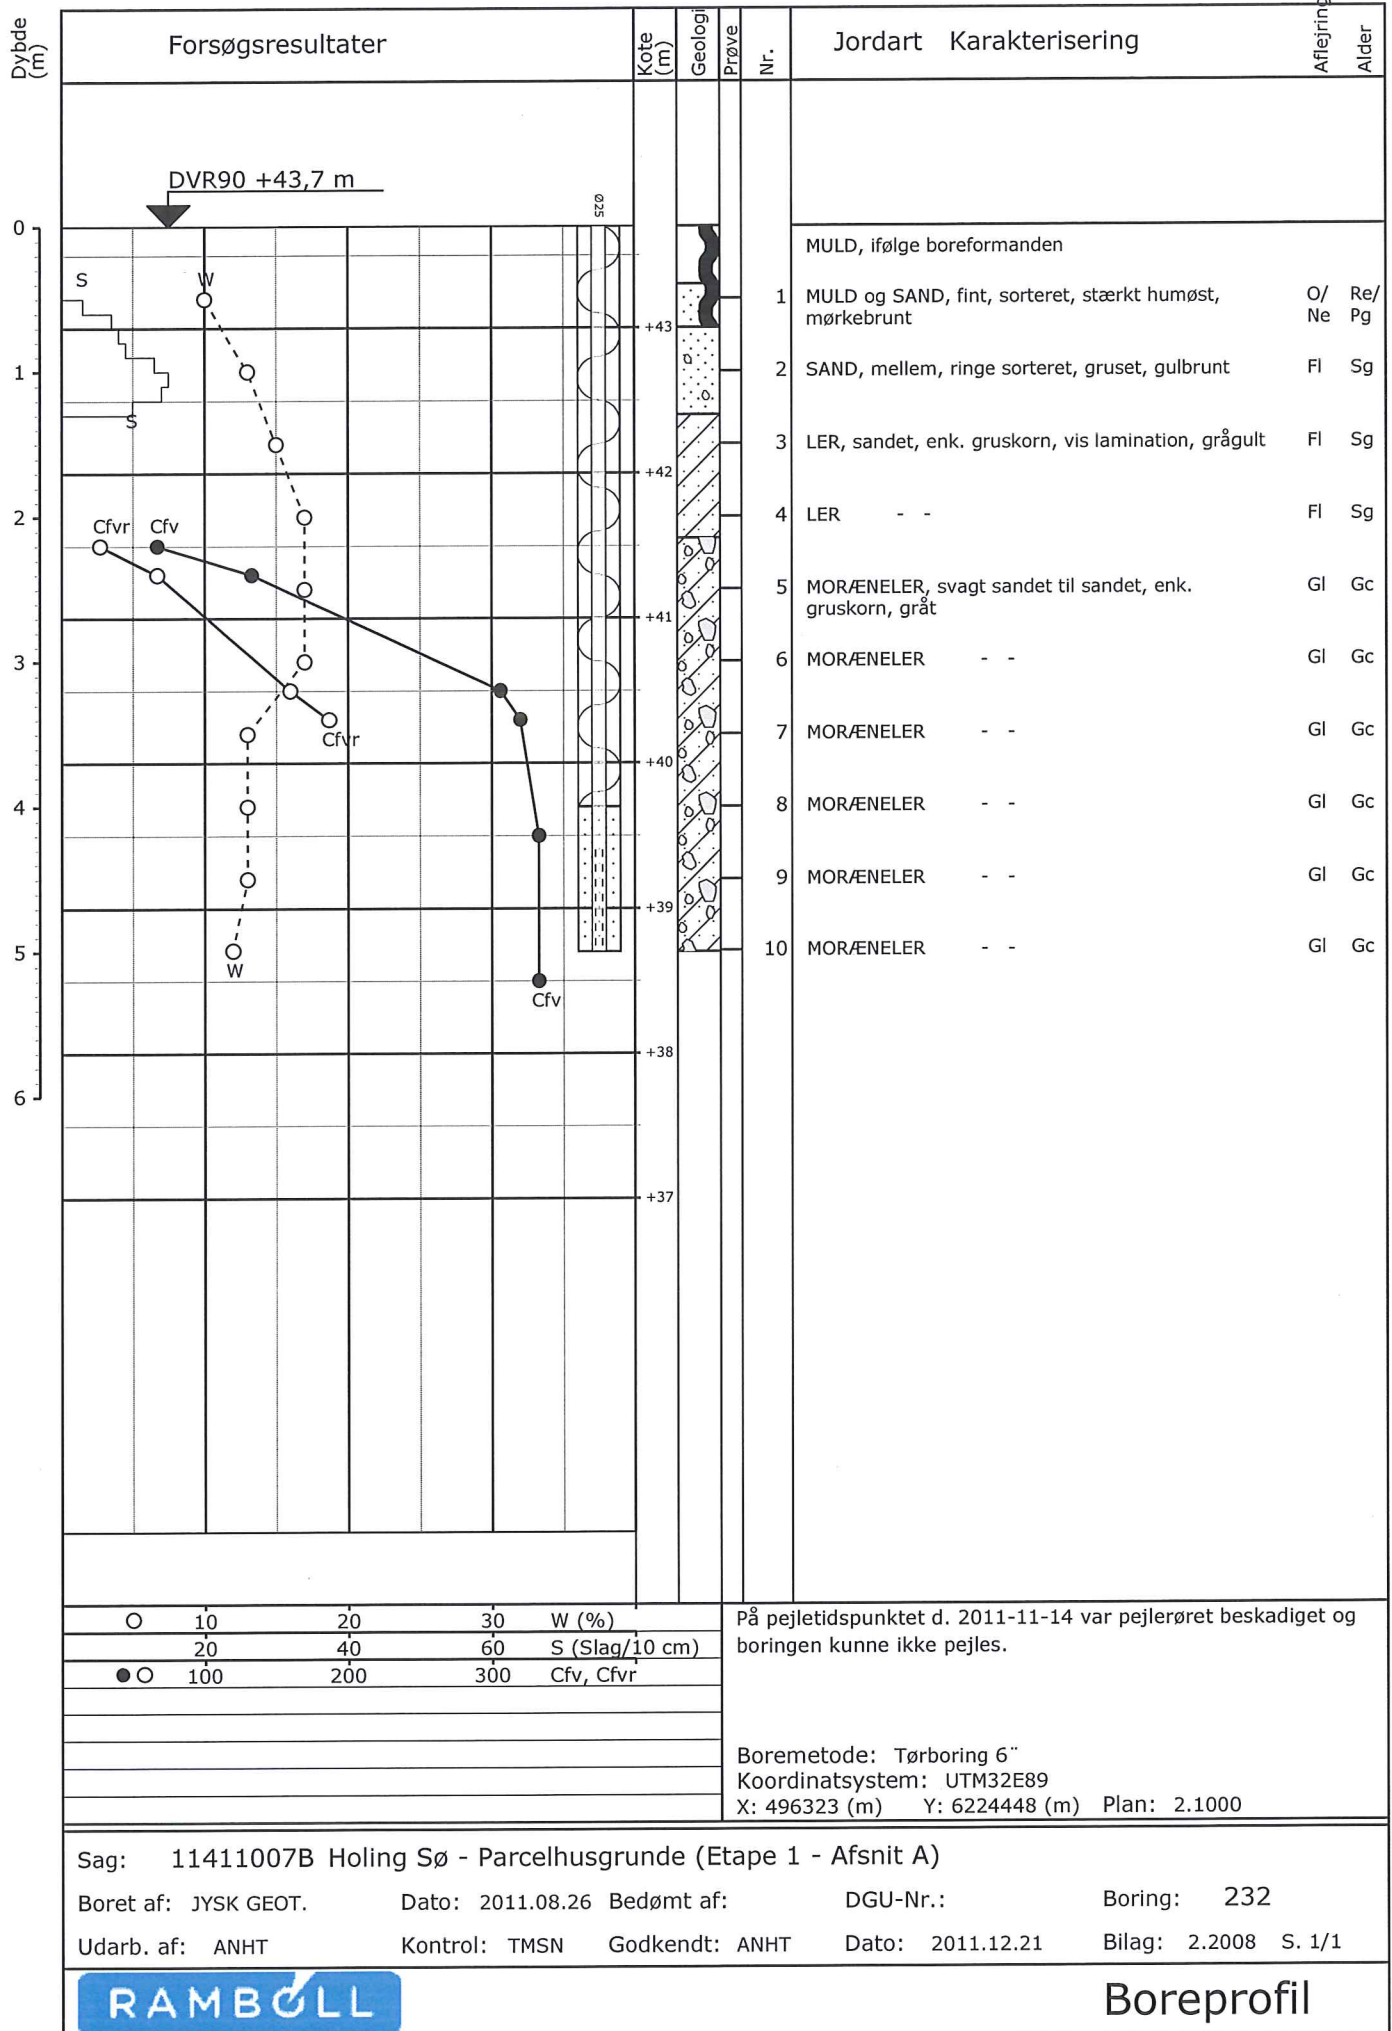 Dybde (m)
Forsøgsresultater
Kote (m)
Geologi
Prøve
Nr.
Jordart Karakterisering
Aflejring
Alder
DVR90 +43,7 m
Ø25
0
MULD, ifølge boreformanden
S
W
1 MULD og SAND, fint, sorteret, stærkt humøst, O/ Re/
mørkebrunt Ne Pg
+43
1
2 SAND, mellem, ringe sorteret, gruset, gulbrunt Fl Sg
S
3 LER, sandet, enk. gruskorn, vis lamination, grågult Fl Sg
+42
2
4 LER - - Fl Sg
Cfvr Cfv
5 MORÆNELER, svagt sandet til sandet, enk. Gl Gc
gruskorn, gråt
+41
3
6 MORÆNELER - - Gl Gc
7 MORÆNELER - - Gl Gc
Cfvr
+40
4
8 MORÆNELER - - Gl Gc
9 MORÆNELER - - Gl Gc
+39
5
10 MORÆNELER - - Gl Gc
W
Cfv
+38
6
+37
10 20 30 W (%)
20 40 60 S (Slag/10 cm)
100 200 300 Cfv, Cfvr
På pejletidspunktet d. 2011-11-14 var pejlerøret beskadiget og
boringen kunne ikke pejles.
Boremetode: Tørboring 6¨
Koordinatsystem: UTM32E89
X: 496323 (m) Y: 6224448 (m) Plan: 2.1000
Sag: 11411007B Holing Sø - Parcelhusgrunde (Etape 1 - Afsnit A)
Boret af: JYSK GEOT. Dato: 2011.08.26 Bedømt af: DGU-Nr.: Boring: 232
Udarb. af: ANHT Kontrol: TMSN Godkendt: ANHT Dato: 2011.12.21 Bilag: 2.2008 S. 1/1
RAMBØLL
Boreprofil